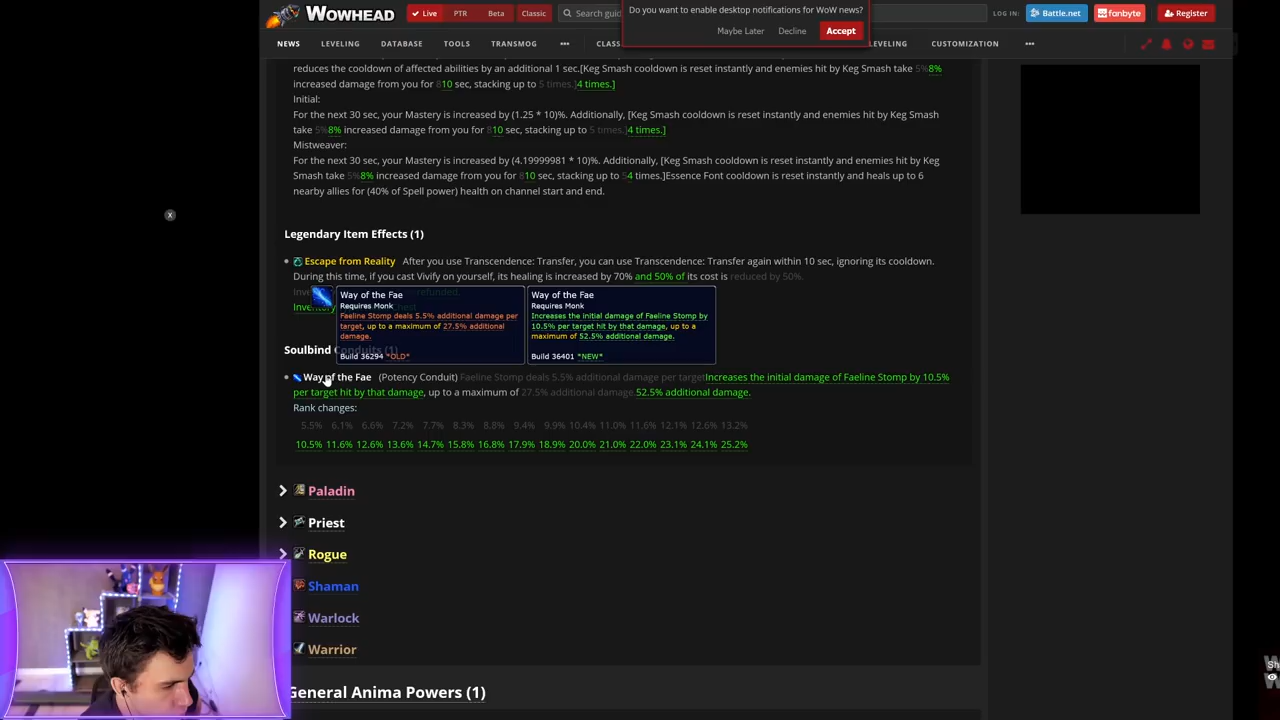 WOWHEAD
Live PTR Beta Classic
Search guid
Do you want to enable desktop notifications for WoW news?
Maybe Later Decline Accept
LOG IN: Battle.net fanbyte Register
NEWS LEVELING DATABASE TOOLS TRANSMOG ••• CLASS LEVELING CUSTOMIZATION •••
reduces the cooldown of affected abilities by an additional 1 sec.[Keg Smash cooldown is reset instantly and enemies hit by Keg Smash take 5%8%
increased damage from you for 810 sec, stacking up to 5 times.]4 times.]
Initial:
For the next 30 sec, your Mastery is increased by (1.25 * 10)%. Additionally, [Keg Smash cooldown is reset instantly and enemies hit by Keg Smash
take 5%8% increased damage from you for 810 sec, stacking up to 5 times.]4 times.]
Mistweaver:
For the next 30 sec, your Mastery is increased by (4.19999981 * 10)%. Additionally, [Keg Smash cooldown is reset instantly and enemies hit by Keg
Smash take 5%8% increased damage from you for 810 sec, stacking up to 54 times.]Essence Font cooldown is reset instantly and heals up to 6
nearby allies for (40% of Spell power) health on channel start and end.
x
Legendary Item Effects (1)
Escape from Reality After you use Transcendence: Transfer, you can use Transcendence: Transfer again within 10 sec, ignoring its cooldown.
During this time, if you cast Vivify on yourself, its healing is increased by 70% and 50% of its cost is reduced by 50%.
refunded.
Way of the Fae
Requires Monk
Faeline Stomp deals 5.5% additional damage per
target, up to a maximum of 27.5% additional
damage.
Build 36294 *OLD*
Way of the Fae
Requires Monk
Increases the initial damage of Faeline Stomp by
10.5% per target hit by that damage, up to a
maximum of 52.5% additional damage.
Build 36401 *NEW*
Soulbind Conduits (1)
Way of the Fae (Potency Conduit) Faeline Stomp deals 5.5% additional damage per targetIncreases the initial damage of Faeline Stomp by 10.5%
per target hit by that damage, up to a maximum of 27.5% additional damage.52.5% additional damage.
Rank changes:
5.5% 6.1% 6.6% 7.2% 7.7% 8.3% 8.8% 9.4% 9.9% 10.4% 11.0% 11.6% 12.1% 12.6% 13.2%
10.5% 11.6% 12.6% 13.6% 14.7% 15.8% 16.8% 17.9% 18.9% 20.0% 21.0% 22.0% 23.1% 24.1% 25.2%
Paladin
Priest
Rogue
Shaman
Warlock
Warrior
General Anima Powers (1)
Sh